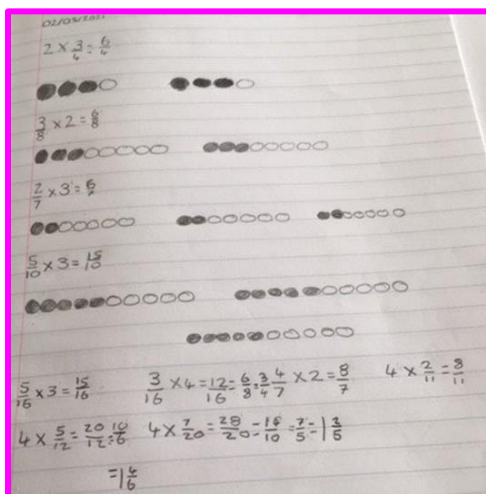 02/03/2021
2 × 3/4 = 6/4
3/8 × 2 = 6/8
2/7 × 3 = 6/7
5/10 × 3 = 15/10
5/16 × 3 = 15/16 3/16 × 4 = 12/16 = 6/8 = 3/4 4/7 × 2 = 8/7 4 × 2/11 = 8/11
4 × 5/12 = 20/12 = 10/6 4 × 7/20 = 28/20 = 14/10 = 7/5 = 1 2/5
= 1 4/6